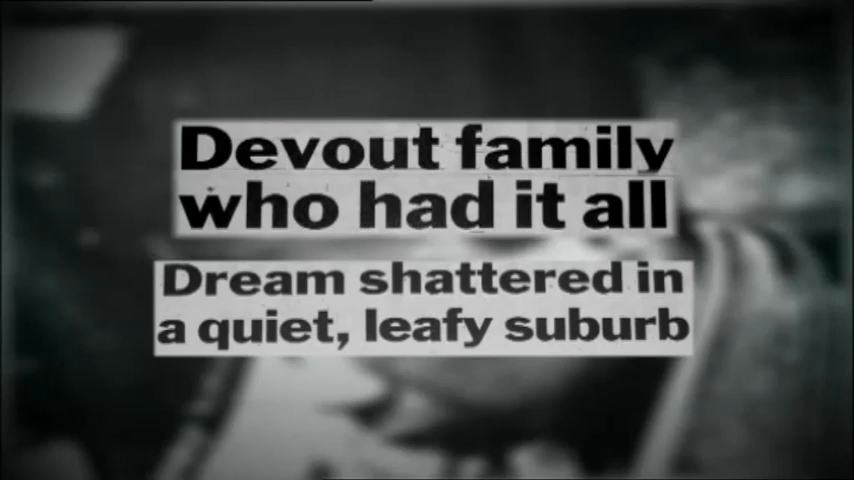 Devout family
who had it all
Dream shattered in
a quiet, leafy suburb